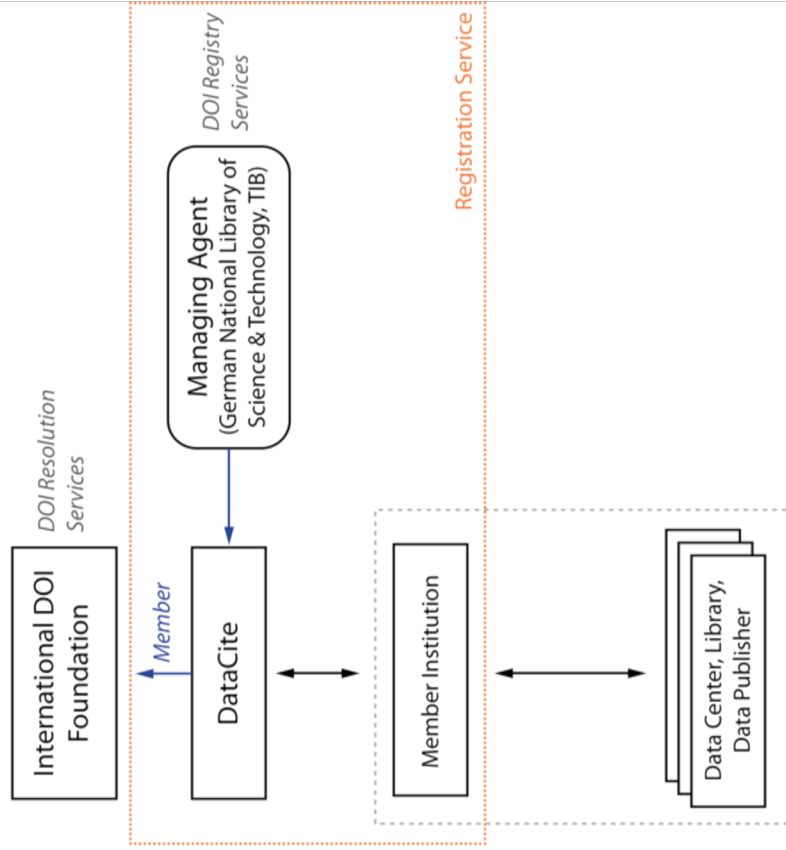 International DOI
Foundation
DOI Resolution
Services
Member
DataCite
Managing Agent
(German National Library of
Science & Technology, TIB)
DOI Registry
Services
Registration Service
Member Institution
Data Center, Library,
Data Publisher